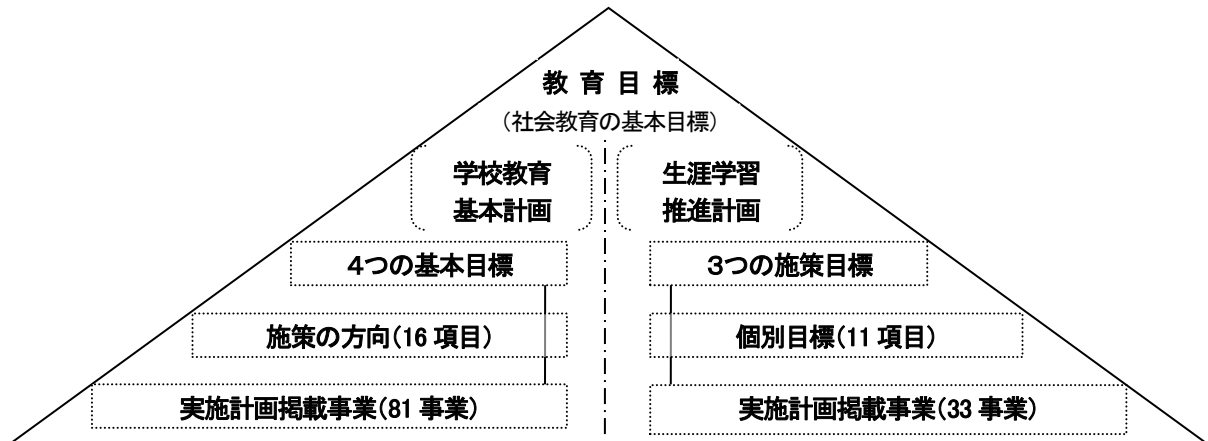 教 育 目 標
（社会教育の基本目標）
学校教育
基本計画
生涯学習
推進計画
４つの基本目標
３つの施策目標
施策の方向（16 項目）
個別目標（11 項目）
実施計画掲載事業（81 事業）
実施計画掲載事業（33 事業）